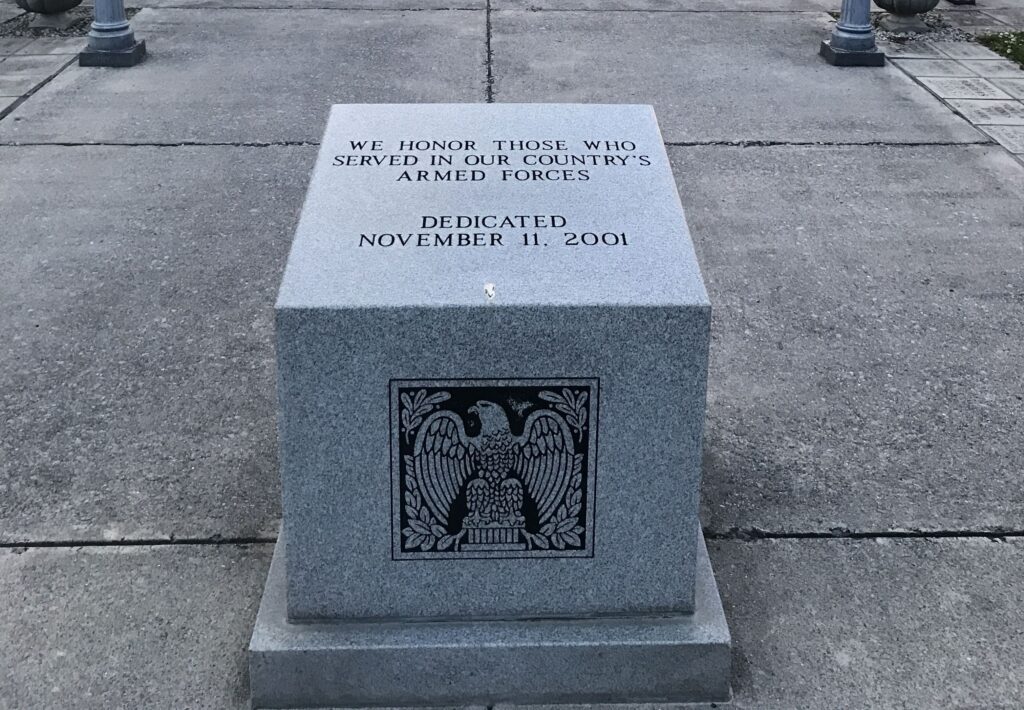 WE HONOR THOSE WHO
SERVED IN OUR COUNTRY'S
ARMED FORCES
DEDICATED
NOVEMBER 11, 2001